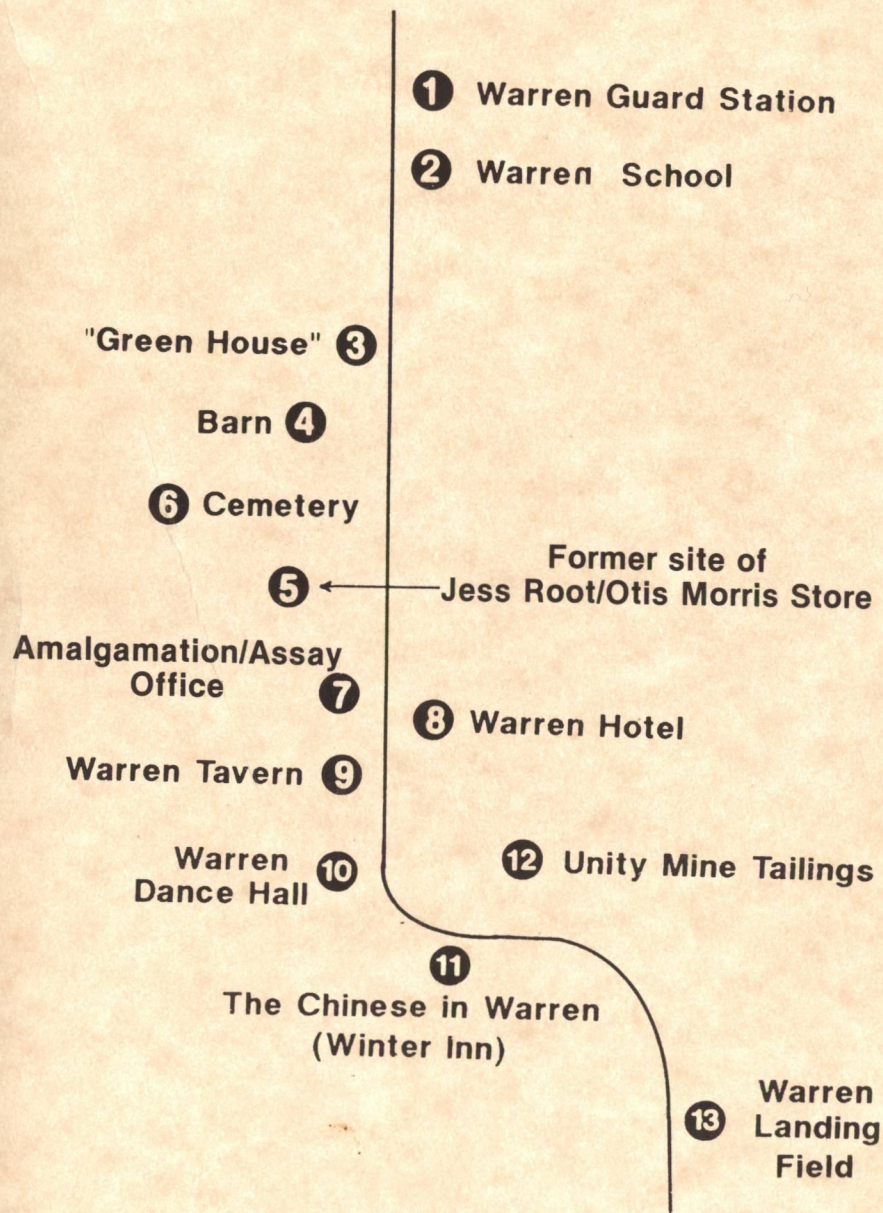 1 Warren Guard Station
2 Warren School
"Green House" 3
Barn 4
6 Cemetery
5
Former site of
Jess Root/Otis Morris Store
Amalgamation/Assay
Office 7
8 Warren Hotel
Warren Tavern 9
Warren
Dance Hall 10
12 Unity Mine Tailings
11
The Chinese in Warren
(Winter Inn)
13 Warren
Landing
Field